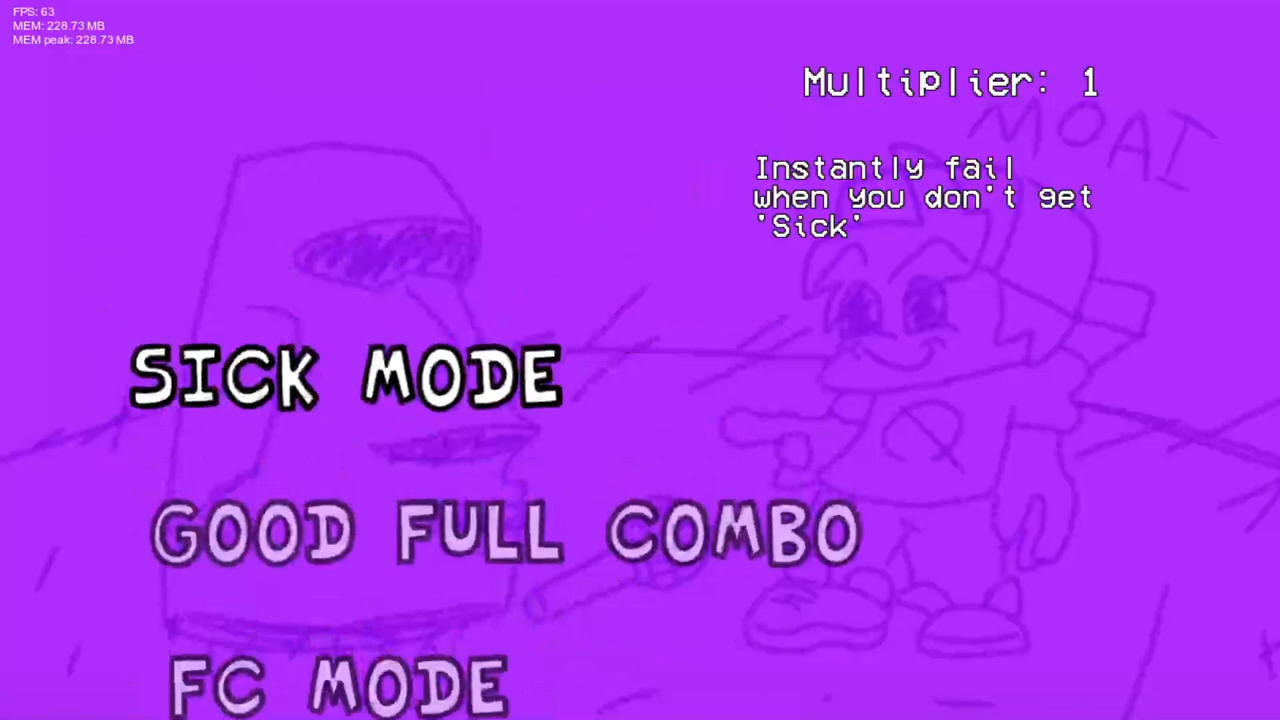 FPS: 63
MEM: 228.73 MB
MEM peak: 228.73 MB
Multiplier: 1
MOAI
Instantly fail
when you don't get
'Sick'
SICK MODE
GOOD FULL COMBO
FC MODE